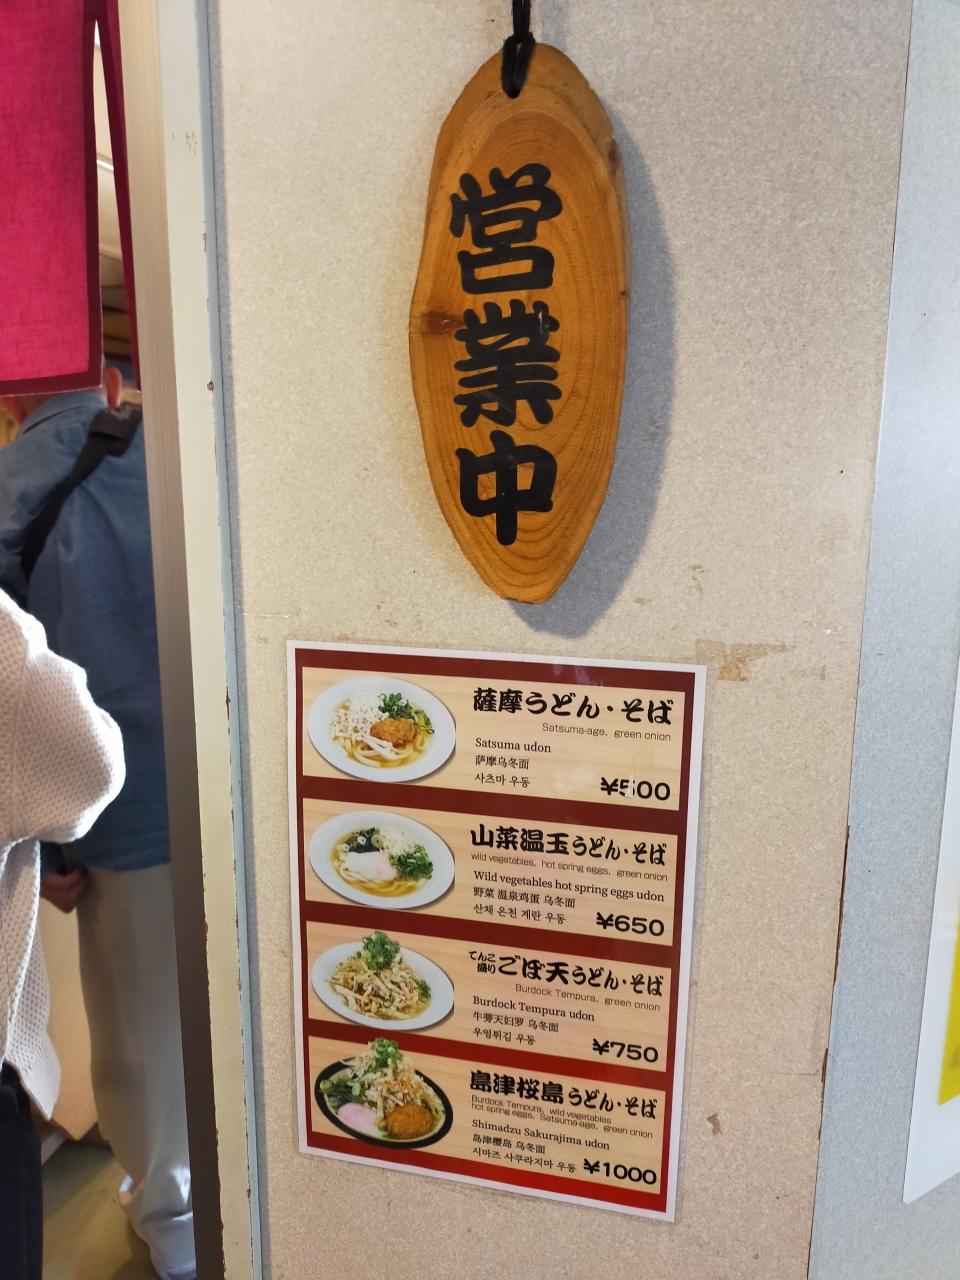 営業中
薩摩うどん・そば
Satsuma-age、green onion
Satsuma udon
萨摩乌冬面
사츠마 우동
¥500
山菜温玉うどん・そば
wild vegetables、hot spring eggs、green onion
Wild vegetables hot spring eggs udon
野菜 温泉鸡蛋 乌冬面
산채 온천 계란 우동
¥650
てんこ盛りごぼ天うどん・そば
Burdock Tempura、green onion
Burdock Tempura udon
牛蒡天妇罗 乌冬面
우엉튀김 우동
¥750
島津桜島うどん・そば
Burdock Tempura、wild vegetables
hot spring eggs、Satsuma-age、green onion
Shimadzu Sakurajima udon
岛津樱岛 乌冬面
시마즈 사쿠라지마 우동
¥1000